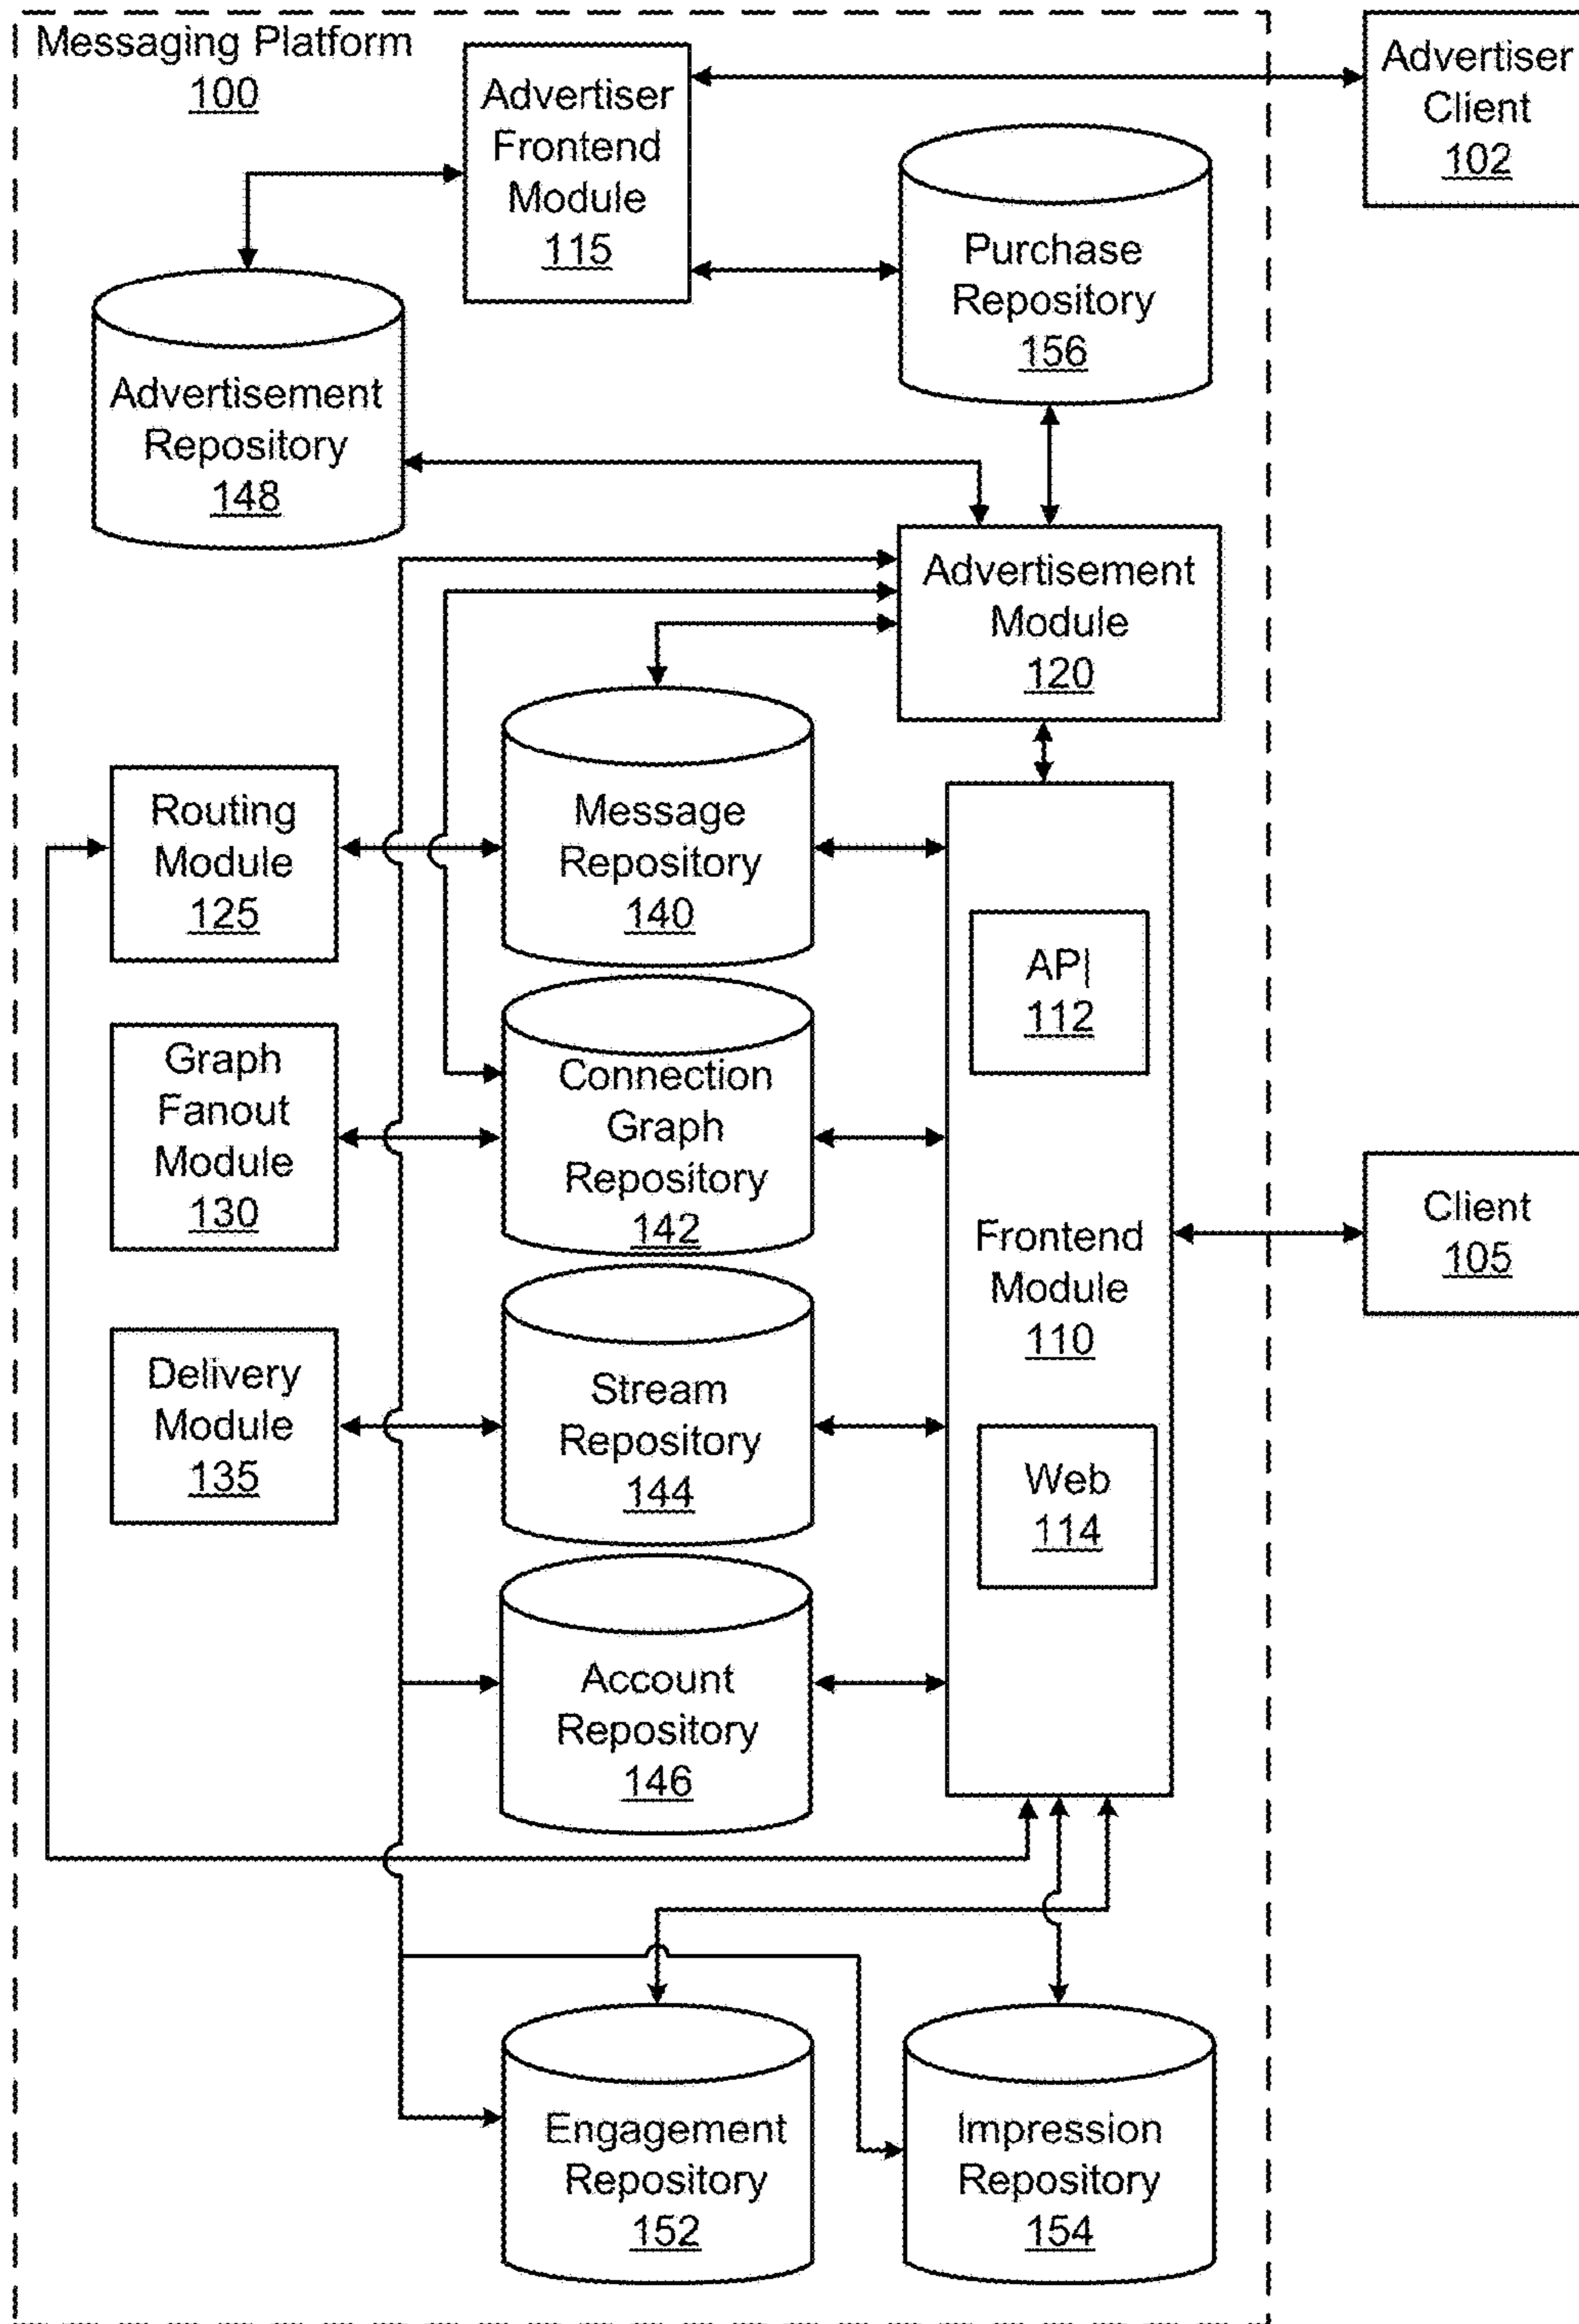 Messaging Platform
100
Advertiser
Frontend
Module
115
Advertiser
Client
102
Purchase
Repository
156
Advertisement
Repository
148
Advertisement
Module
120
Routing
Module
125
Message
Repository
140
API
112
Graph
Fanout
Module
130
Connection
Graph
Repository
142
Frontend
Module
110
Client
105
Delivery
Module
135
Stream
Repository
144
Web
114
Account
Repository
146
Engagement
Repository
152
Impression
Repository
154